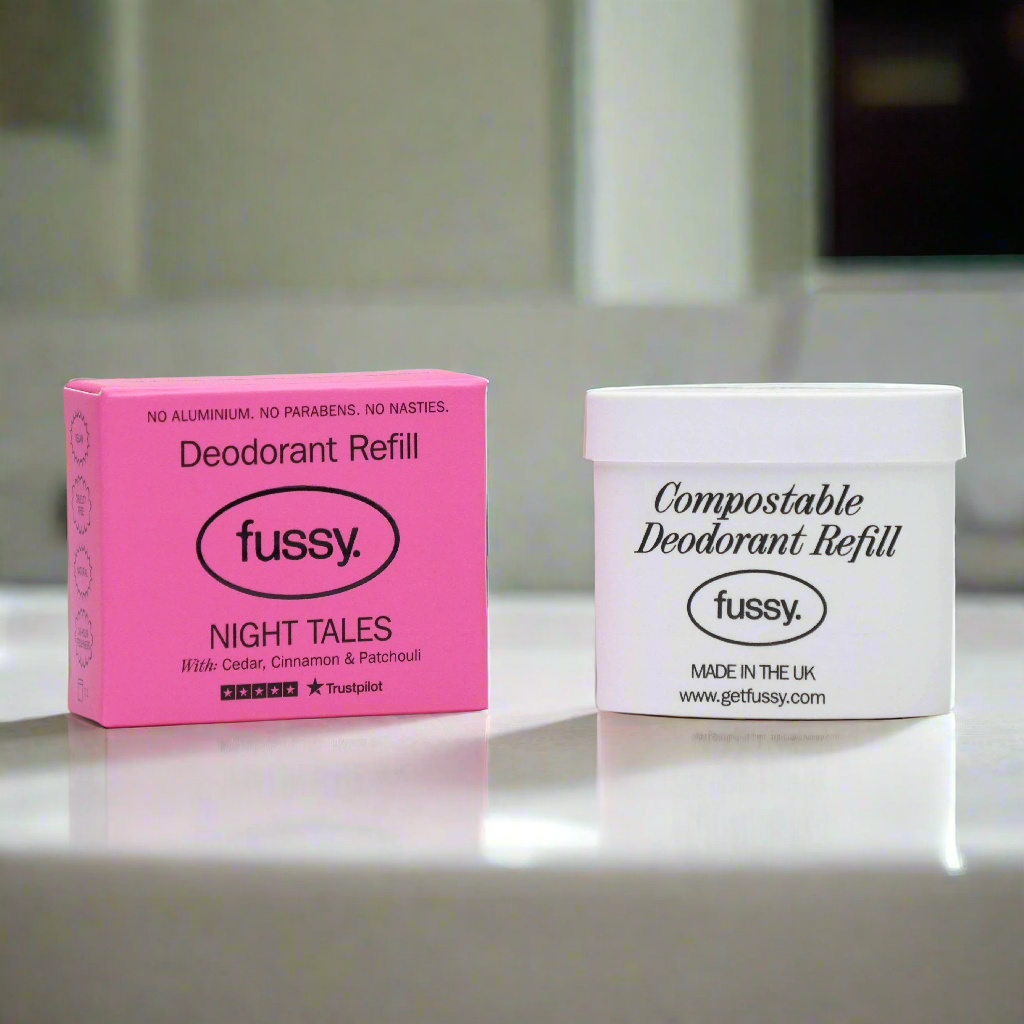 NO ALUMINIUM. NO PARABENS. NO NASTIES.
Deodorant Refill
fussy.
NIGHT TALES
With: Cedar, Cinnamon & Patchouli
Trustpilot
Compostable
Deodorant Refill
fussy.
MADE IN THE UK
www.getfussy.com